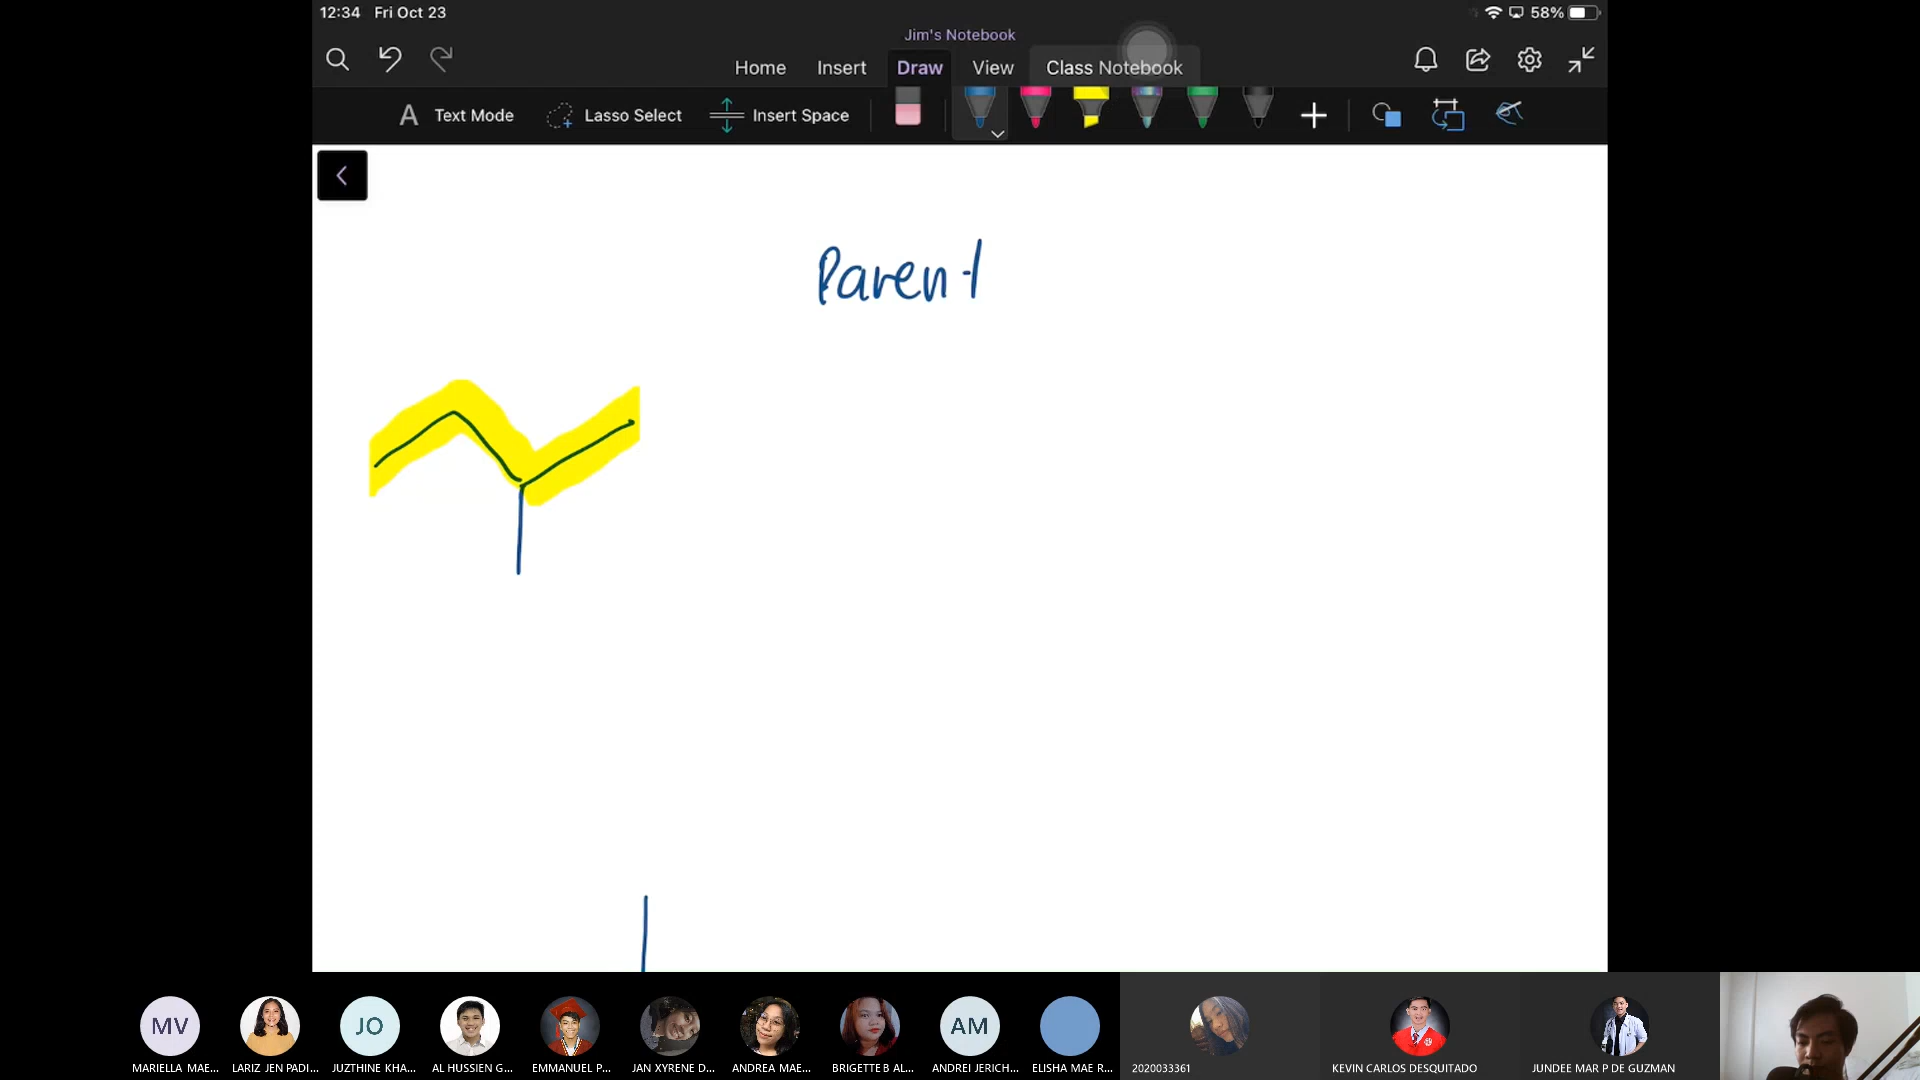 12:34 Fri Oct 23
58%
Jim's Notebook
Home Insert Draw View Class Notebook
A Text Mode Lasso Select Insert Space
Parent
MV JO AM
MARIELLA MAE... LARIZ JEN PADI... JUZTHINE KHA... AL HUSSIEN G... EMMANUEL P... JAN XYRENE D... ANDREA MAE... BRIGETTE B AL... ANDREI JERICH... ELISHA MAE R... 2020033361 KEVIN CARLOS DESQUITADO JUNDEE MAR P DE GUZMAN